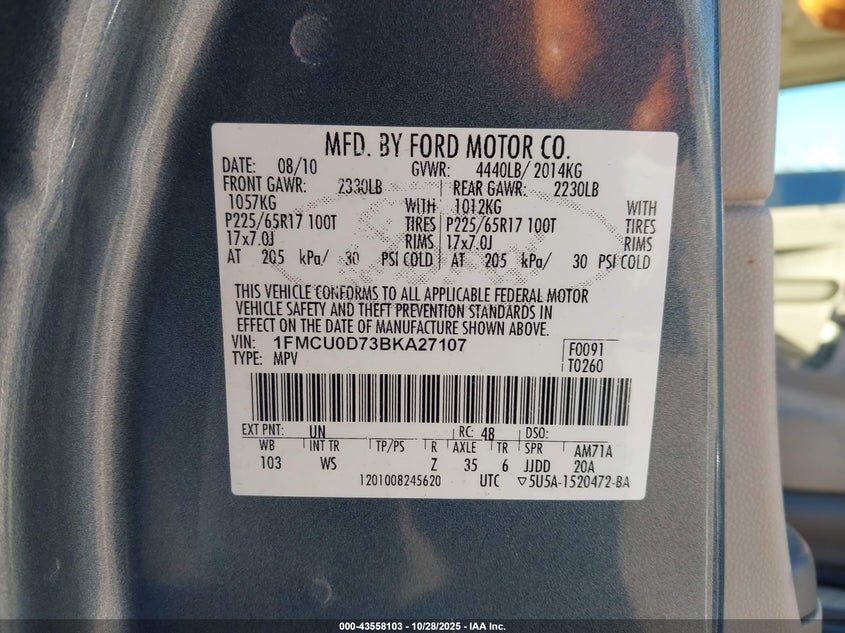 MFD. BY FORD MOTOR CO.
DATE: 08/10 GVWR: 4440LB/ 2014KG
FRONT GAWR: 2330LB REAR GAWR: 2230LB
1057KG WITH 1012KG WITH
P225/65R17 100T TIRES P225/65R17 100T TIRES
17x7.0J RIMS 17x7.0J RIMS
AT 205 kPa/ 30 PSI COLD AT 205 kPa/ 30 PSI COLD
THIS VEHICLE CONFORMS TO ALL APPLICABLE FEDERAL MOTOR
VEHICLE SAFETY AND THEFT PREVENTION STANDARDS IN
EFFECT ON THE DATE OF MANUFACTURE SHOWN ABOVE.
VIN: 1FMCU0D73BKA27107 F0091
TYPE: MPV T0260
EXT PNT: UN RC: 48 DSO:
WB INT TR TP/PS R AXLE TR SPR AM71A
103 WS Z 35 6 JJDD 20A
1201008245620 UTC ▽5U5A-1520472-BA
000-43558103 | 10/28/2025 - IAA Inc.